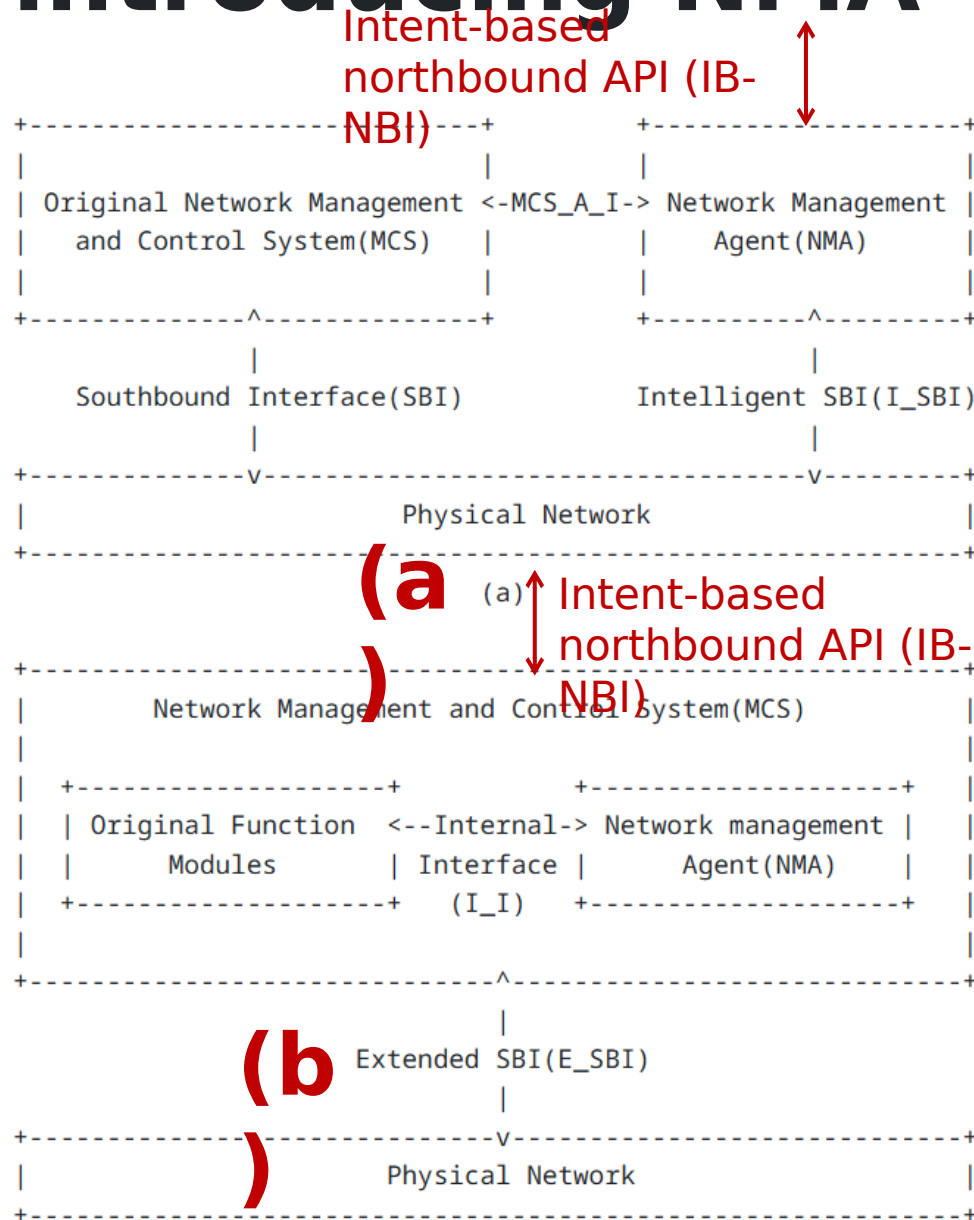 Introducing NMA
Intent-based
northbound API (IB-
NBI)
Original Network Management <-MCS_A_I-> Network Management
and Control System(MCS) Agent(NMA)
Southbound Interface(SBI) Intelligent SBI(I_SBI)
Physical Network
(a
)
(a)
Intent-based
northbound API (IB-
NBI)
Network Management and Control System(MCS)
Original Function <--Internal-> Network management
Modules Interface Agent(NMA)
(I_I)
(b
)
Extended SBI(E_SBI)
Physical Network